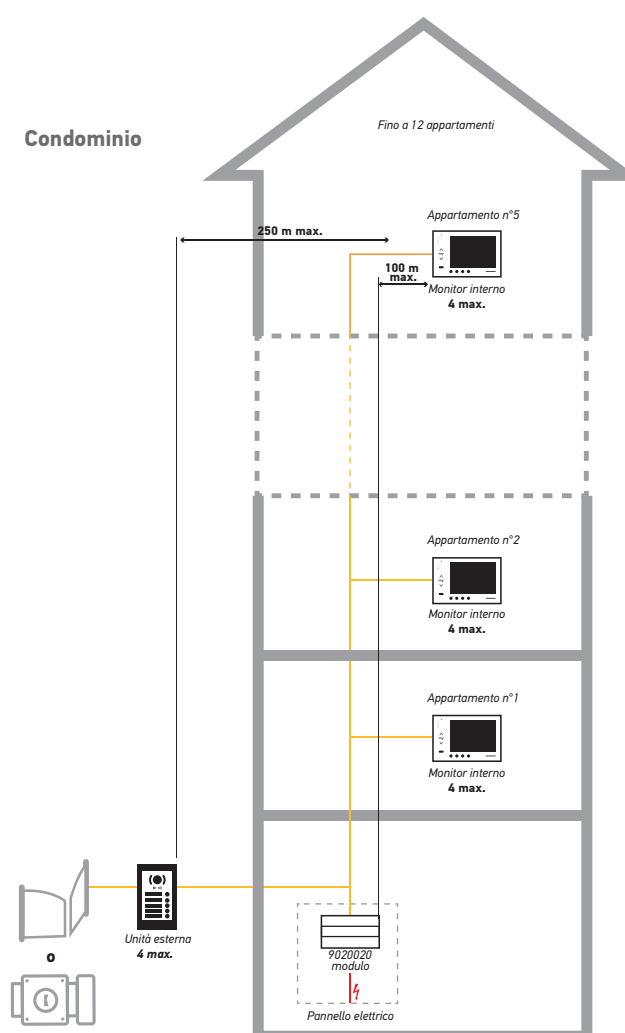 Condominio
Fino a 12 appartamenti
Appartamento n°5
250 m max.
100 m
max.
Monitor interno
4 max.
Appartamento n°2
Monitor interno
4 max.
Appartamento n°1
Monitor interno
4 max.
Unità esterna
4 max.
o
9020020
modulo
Pannello elettrico